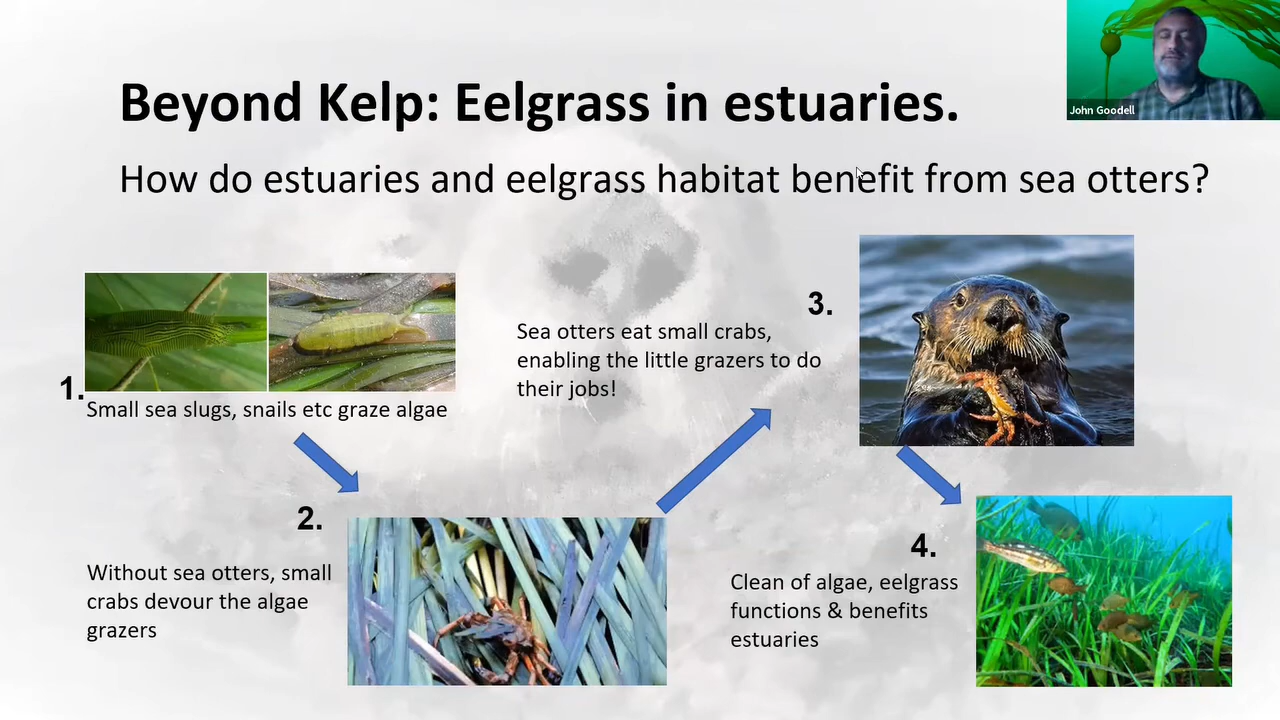 Beyond Kelp: Eelgrass in estuaries.
John Goodell
How do estuaries and eelgrass habitat benefit from sea otters?
1.
Small sea slugs, snails etc graze algae
2.
Without sea otters, small
crabs devour the algae
grazers
3.
Sea otters eat small crabs,
enabling the little grazers to do
their jobs!
4.
Clean of algae, eelgrass
functions & benefits
estuaries